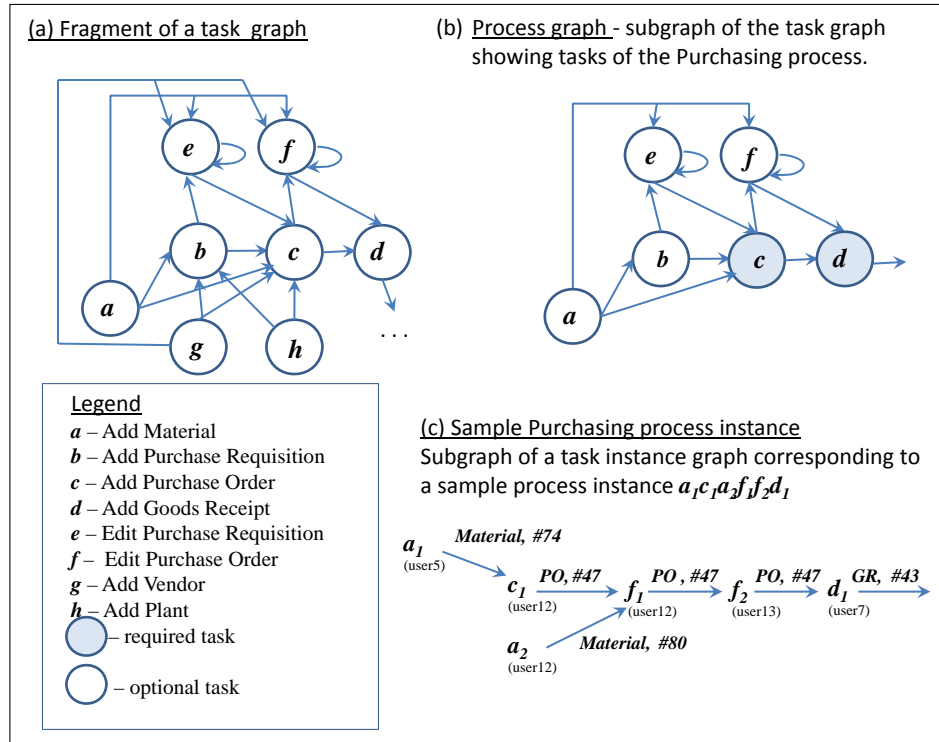 (a) Fragment of a task graph
e
f
b
c
d
a
g
h
. . .
(b) Process graph - subgraph of the task graph
showing tasks of the Purchasing process.
e
f
b
c
d
a
Legend
a – Add Material
b – Add Purchase Requisition
c – Add Purchase Order
d – Add Goods Receipt
e – Edit Purchase Requisition
f – Edit Purchase Order
g – Add Vendor
h – Add Plant
– required task
– optional task
(c) Sample Purchasing process instance
Subgraph of a task instance graph corresponding to
a sample process instance a1c1a2f1f2d1
a1 Material, #74
(user5)
c1 PO, #47 f1 PO , #47 f2 PO, #47 d1 GR, #43
(user12) (user12) (user13) (user7)
a2 Material, #80
(user12)